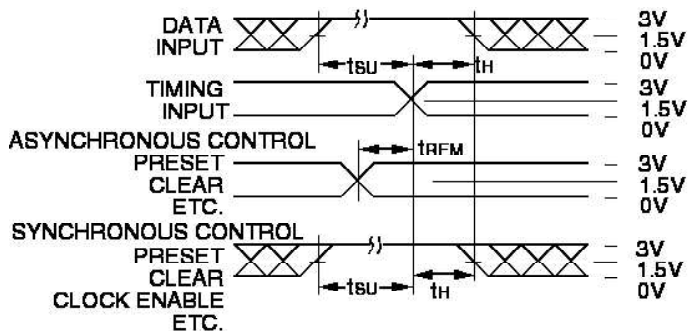 DATA INPUT
3V
1.5V
0V
tSU
tH
TIMING INPUT
3V
1.5V
0V
ASYNCHRONOUS CONTROL
tREM
PRESET
CLEAR
ETC.
3V
1.5V
0V
SYNCHRONOUS CONTROL
PRESET
CLEAR
CLOCK ENABLE
ETC.
3V
1.5V
0V
tSU
tH